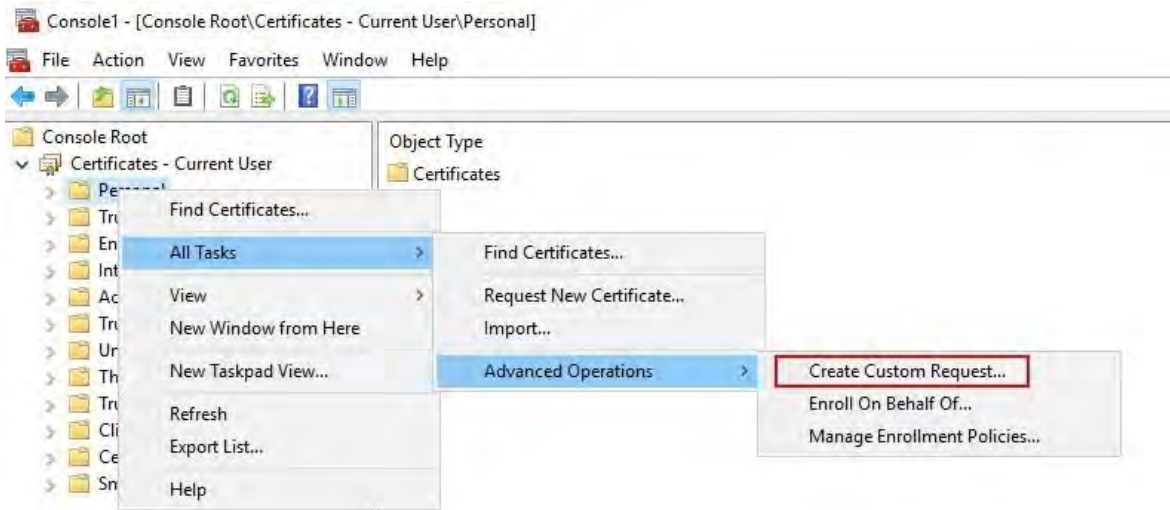 Console1 - [Console Root\Certificates - Current User\Personal]
File Action View Favorites Window Help
Console Root
Certificates - Current User
Object Type
Certificates
Find Certificates...
All Tasks
View
New Window from Here
New Taskpad View...
Refresh
Export List...
Help
Find Certificates...
Request New Certificate...
Import...
Advanced Operations
Create Custom Request...
Enroll On Behalf Of...
Manage Enrollment Policies...